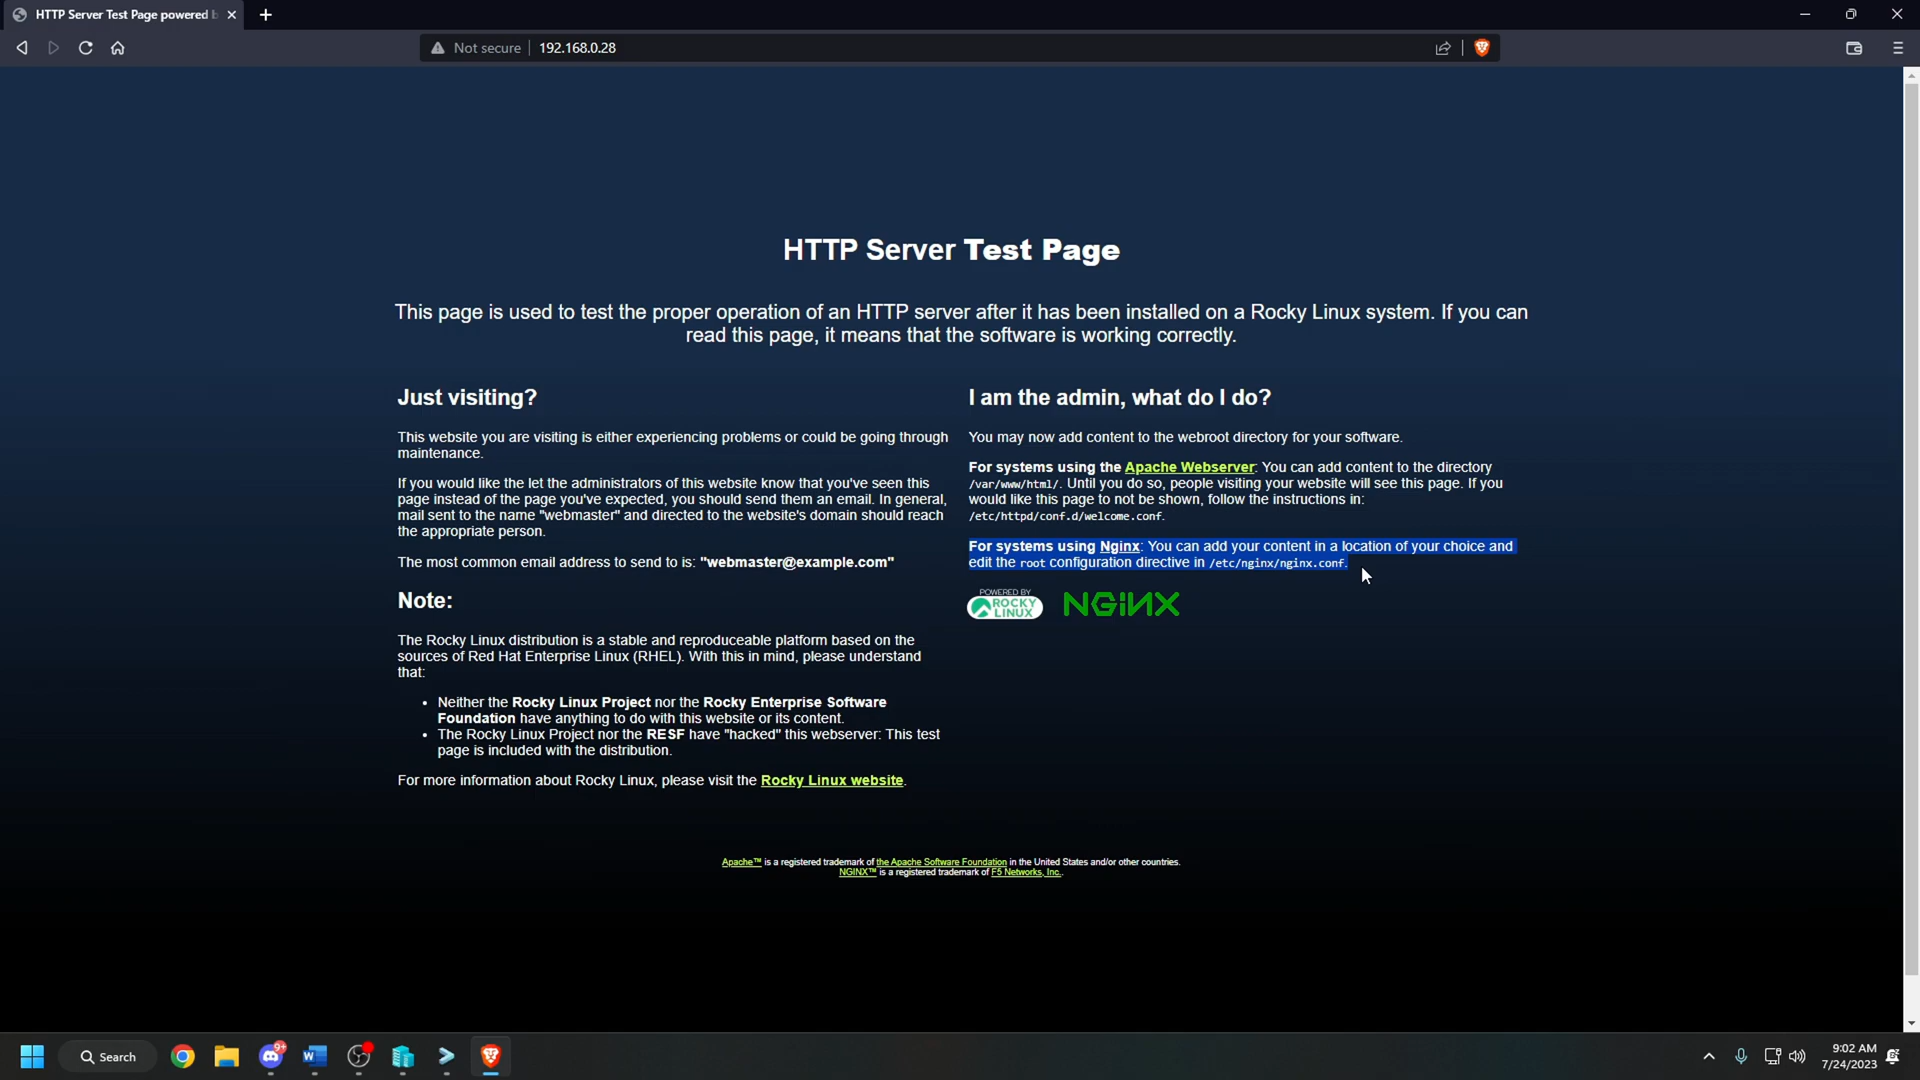 HTTP Server Test Page powered b
Not secure
192.168.0.28
HTTP Server Test Page
This page is used to test the proper operation of an HTTP server after it has been installed on a Rocky Linux system. If you can
read this page, it means that the software is working correctly.
Just visiting?
This website you are visiting is either experiencing problems or could be going through
maintenance.
If you would like the let the administrators of this website know that you've seen this
page instead of the page you've expected, you should send them an email. In general,
mail sent to the name "webmaster" and directed to the website's domain should reach
the appropriate person.
The most common email address to send to is: "webmaster@example.com"
Note:
The Rocky Linux distribution is a stable and reproduceable platform based on the
sources of Red Hat Enterprise Linux (RHEL). With this in mind, please understand
that:
• Neither the Rocky Linux Project nor the Rocky Enterprise Software
Foundation have anything to do with this website or its content.
• The Rocky Linux Project nor the RESF have "hacked" this webserver: This test
page is included with the distribution.
For more information about Rocky Linux, please visit the Rocky Linux website.
I am the admin, what do I do?
You may now add content to the webroot directory for your software.
For systems using the Apache Webserver: You can add content to the directory
/var/www/html/. Until you do so, people visiting your website will see this page. If you
would like this page to not be shown, follow the instructions in:
/etc/httpd/conf.d/welcome.conf.
For systems using Nginx: You can add your content in a location of your choice and
edit the root configuration directive in /etc/nginx/nginx.conf.
POWERED BY
ROCKY
LINUX
NGINX
Apache™ is a registered trademark of the Apache Software Foundation in the United States and/or other countries.
NGINX™ is a registered trademark of F5 Networks, Inc..
Search
9+
W
9:02 AM
7/24/2023